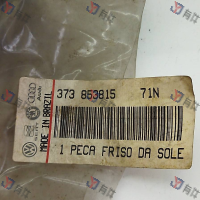 373 853815 71N
MADE IN BRAZIL
1 PECA FRISO DA SOLE